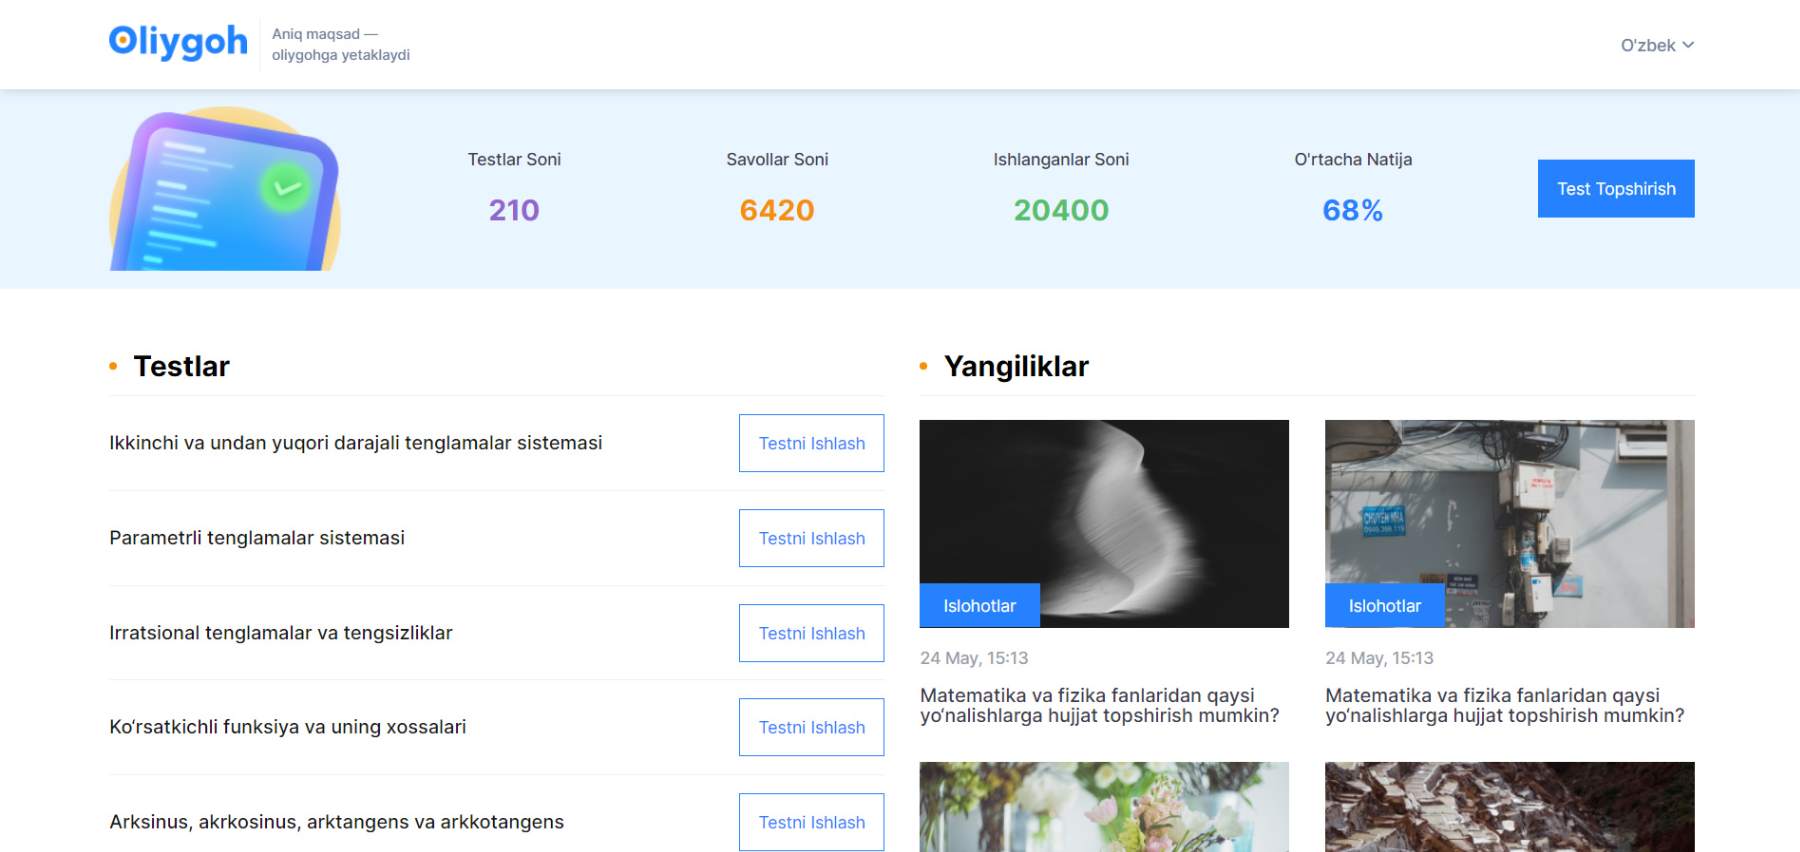 Oliygoh
Aniq maqsad —
oliygohga yetaklaydi
O'zbek
Testlar Soni
210
Savollar Soni
6420
Ishlanganlar Soni
20400
O'rtacha Natija
68%
Test Topshirish
Testlar
Ikkinchi va undan yuqori darajali tenglamalar sistemasi
Testni Ishlash
Parametrli tenglamalar sistemasi
Testni Ishlash
Irratsional tenglamalar va tengsizliklar
Testni Ishlash
Ko‘rsatkichli funksiya va uning xossalari
Testni Ishlash
Arksinus, akrkosinus, arktangens va arkkotangens
Testni Ishlash
Yangiliklar
Islohotlar
24 May, 15:13
Matematika va fizika fanlaridan qaysi
yo‘nalishlarga hujjat topshirish mumkin?
CHUYỂN NHÀ
Islohotlar
24 May, 15:13
Matematika va fizika fanlaridan qaysi
yo‘nalishlarga hujjat topshirish mumkin?